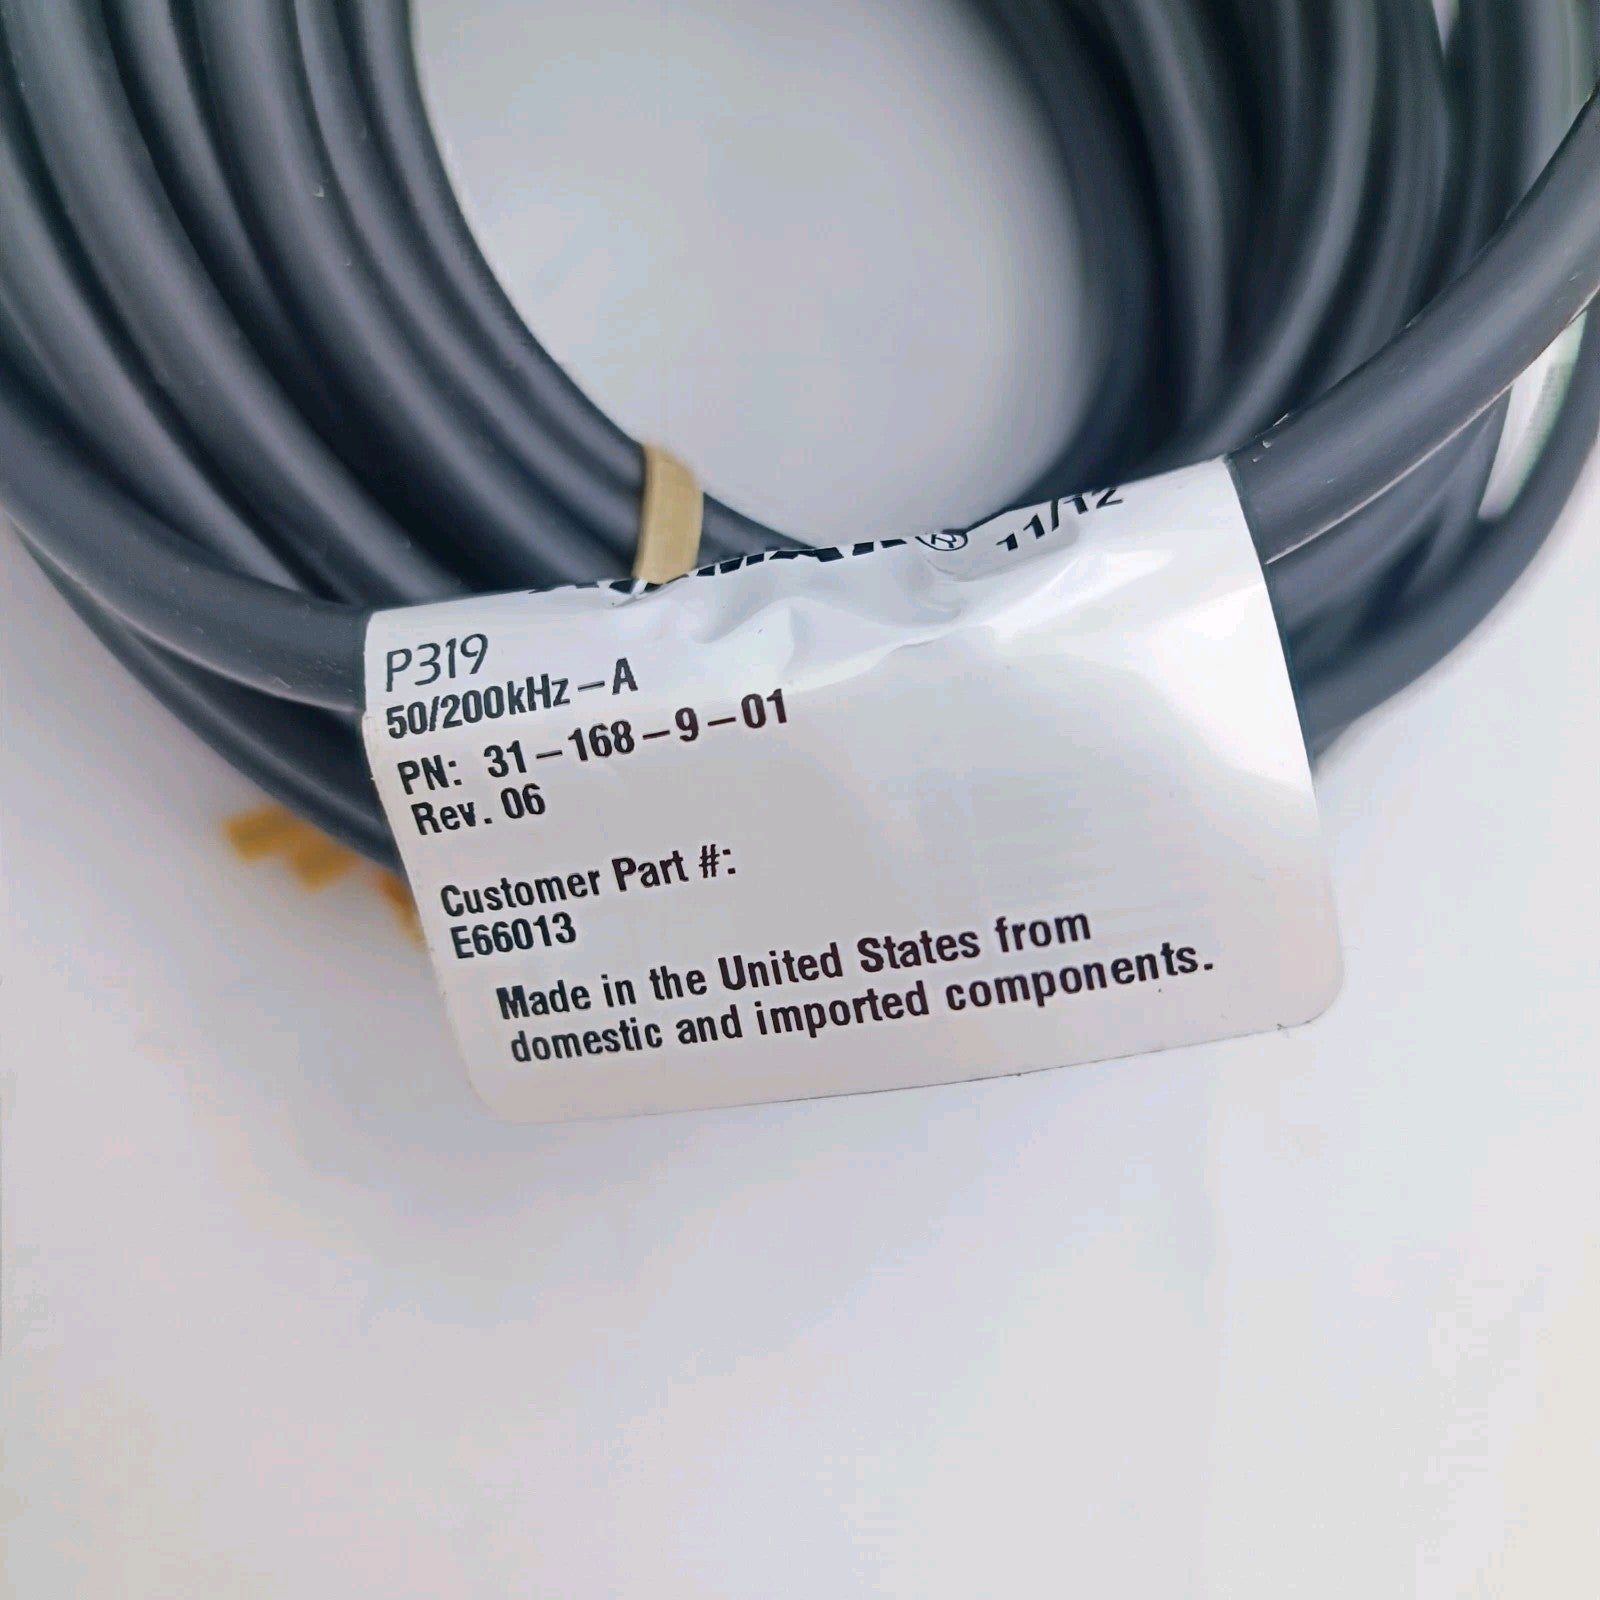 11/12
P319
50/200kHz-A
PN: 31-168-9-01
Rev. 06
Customer Part #:
E66013
Made in the United States from
domestic and imported components.